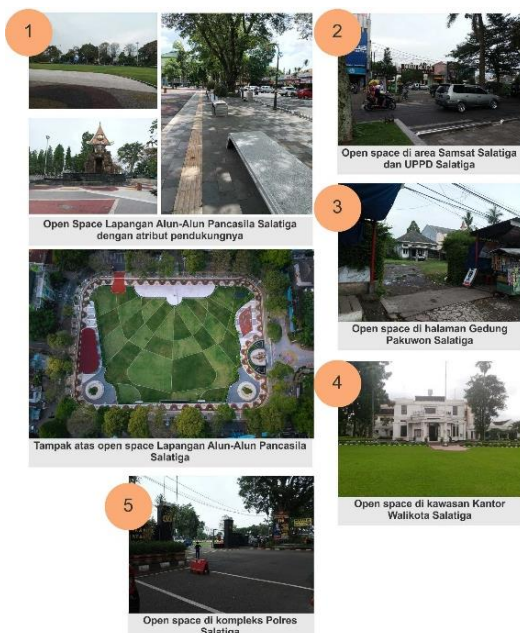 1
Open Space Lapangan Alun-Alun Pancasila Salatiga
dengan atribut pendukungnya
Tampak atas open space Lapangan Alun-Alun Pancasila
Salatiga
2
Open space di area Samsat Salatiga
dan UPPD Salatiga
3
Open space di halaman Gedung
Pakuwon Salatiga
4
Open space di kawasan Kantor
Walikota Salatiga
5
Open space di kompleks Polres
Salatiga